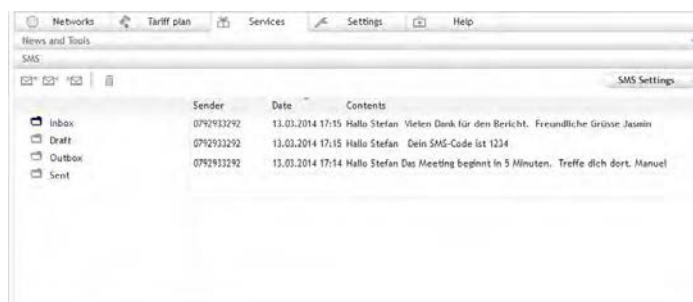 Networks Tariff plan Services Settings Help
News and Tools
SMS
SMS Settings
Sender Date Contents
Inbox 0792933292 13.03.2014 17:15 Hallo Stefan Vielen Dank für den Bericht. Freundliche Grüsse Jasmin
Draft 0792933292 13.03.2014 17:15 Hallo Stefan Dein SMS-Code ist 1234
Outbox 0792933292 13.03.2014 17:14 Hallo Stefan Das Meeting beginnt in 5 Minuten. Treffe dich dort. Manuel
Sent